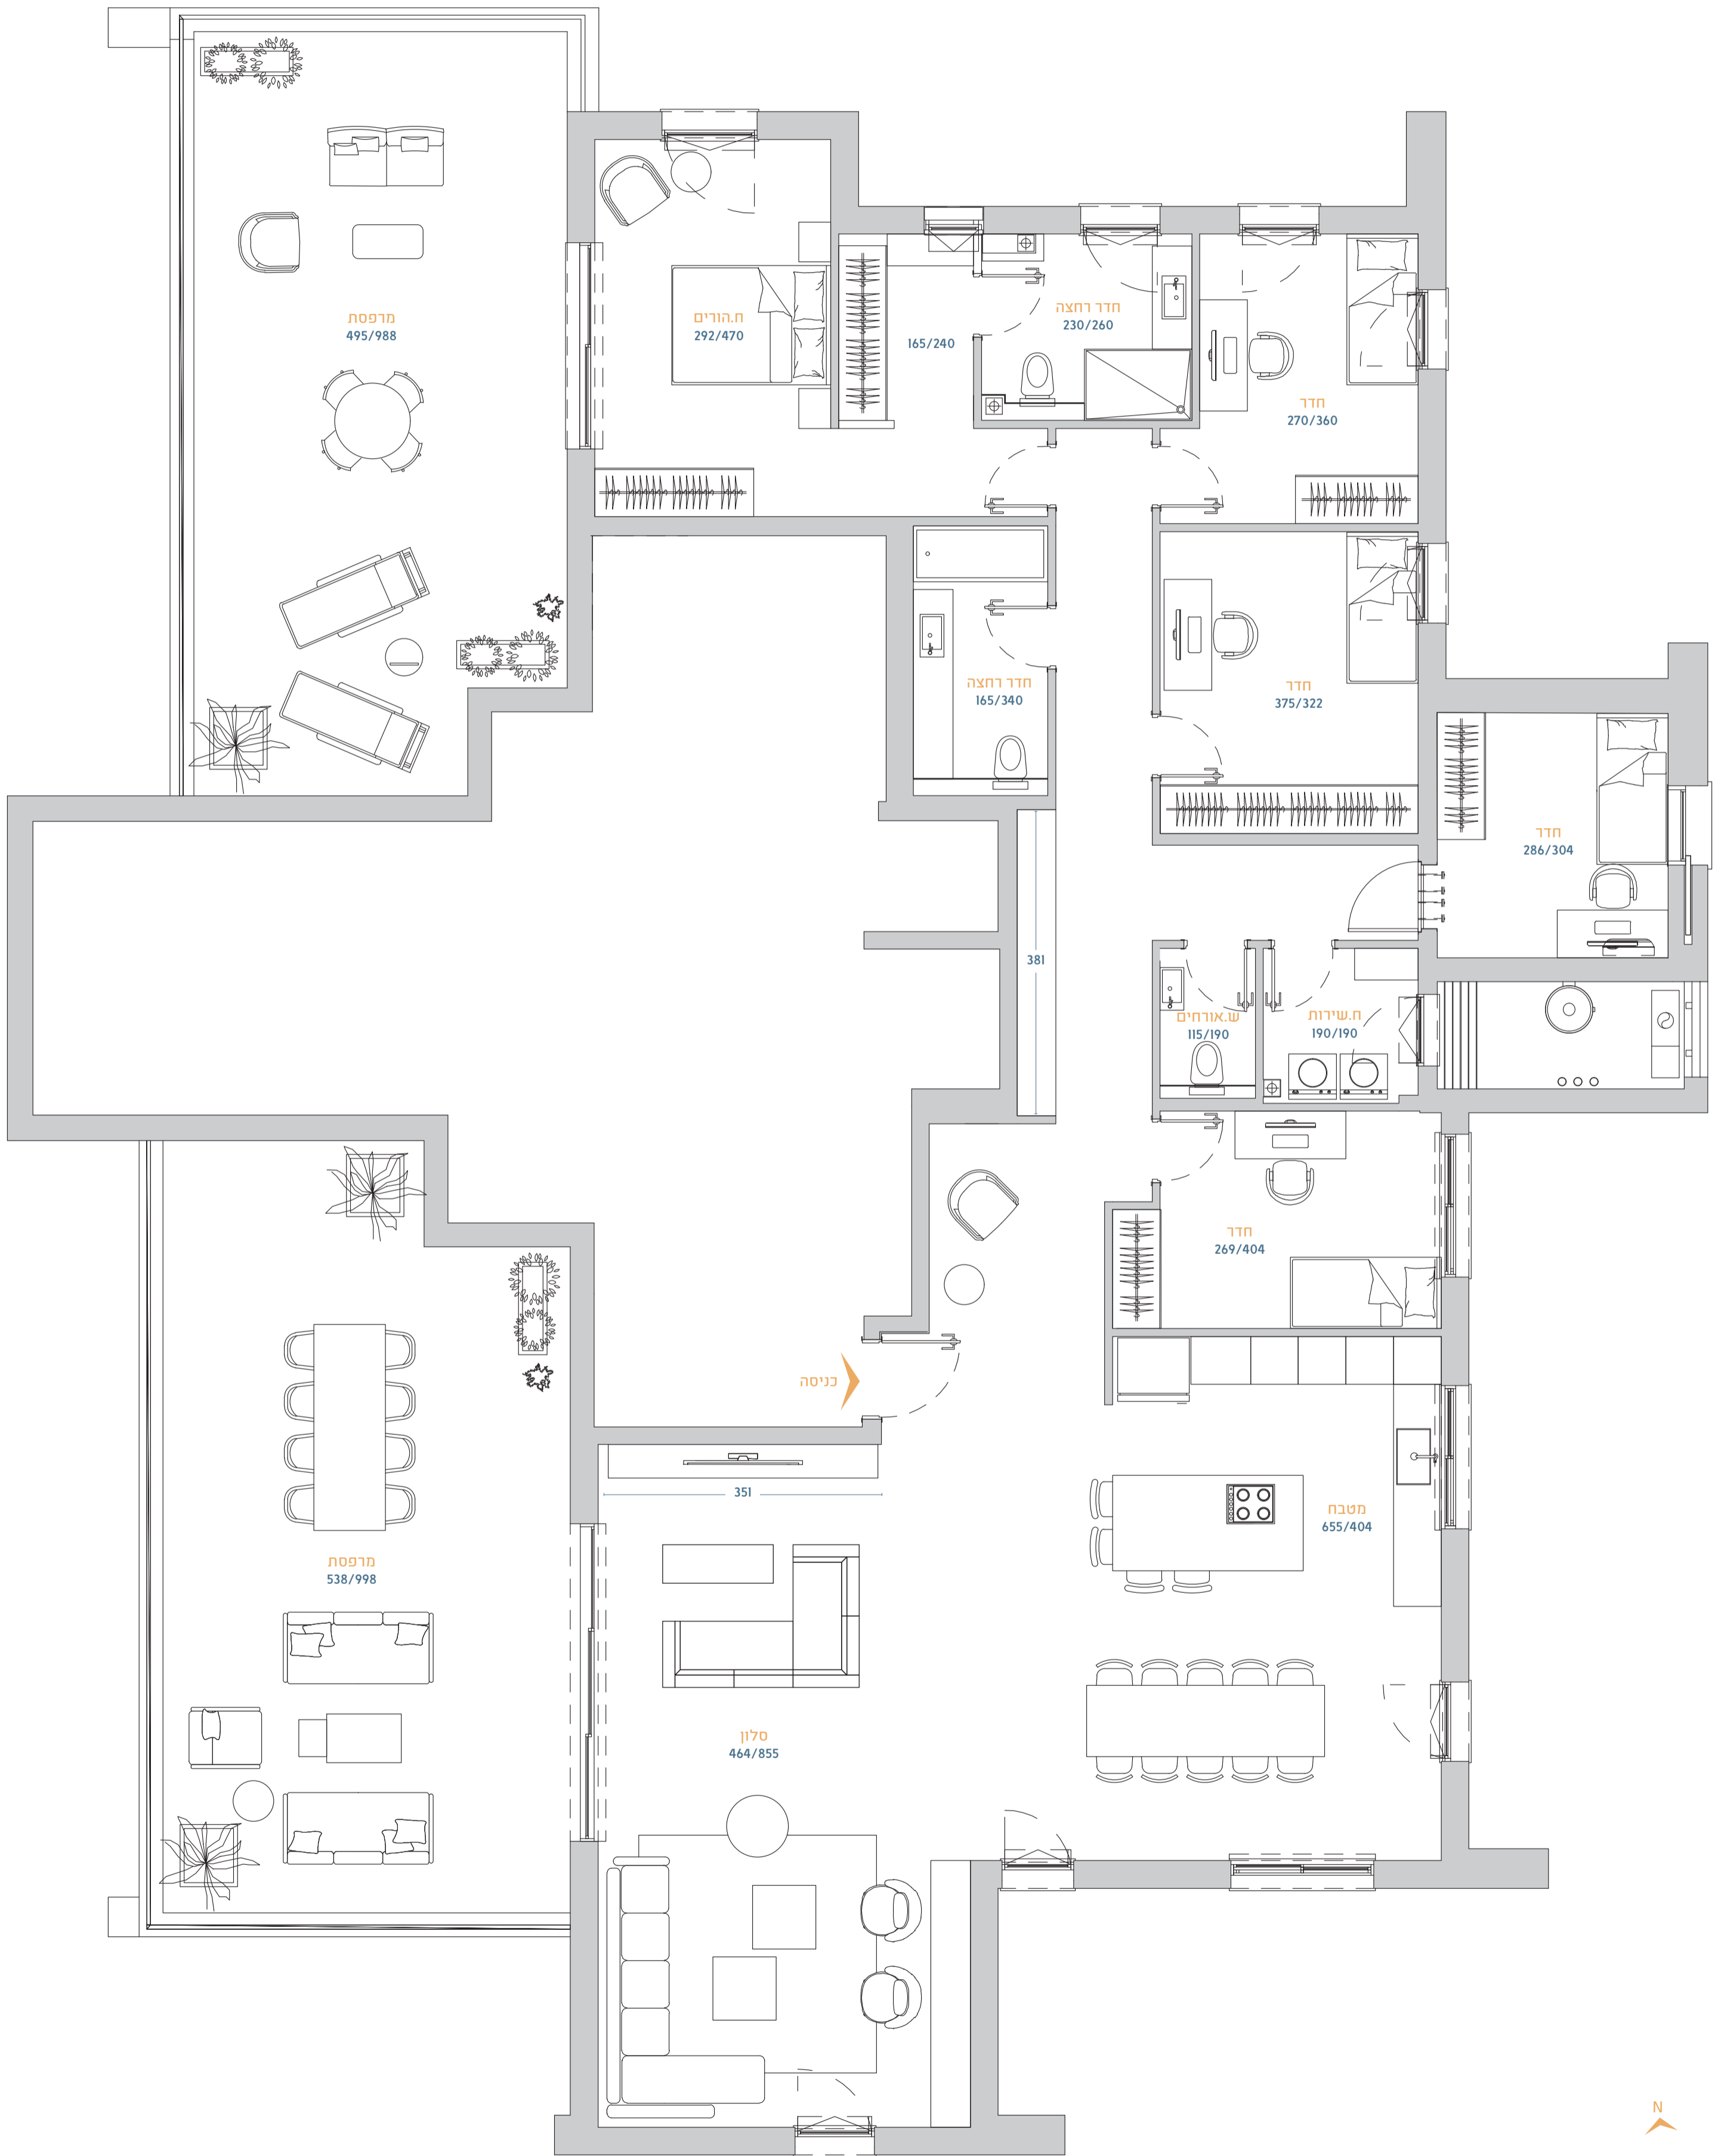 מרפסת
495/988
ח.הורים
292/470
165/240
חדר רחצה
230/260
חדר
270/360
חדר רחצה
165/340
חדר
375/322
חדר
286/304
381
ש.אורחים
115/190
ח.שירות
190/190
חדר
269/404
כניסה
351
מטבח
655/404
מרפסת
538/998
סלון
464/855
N